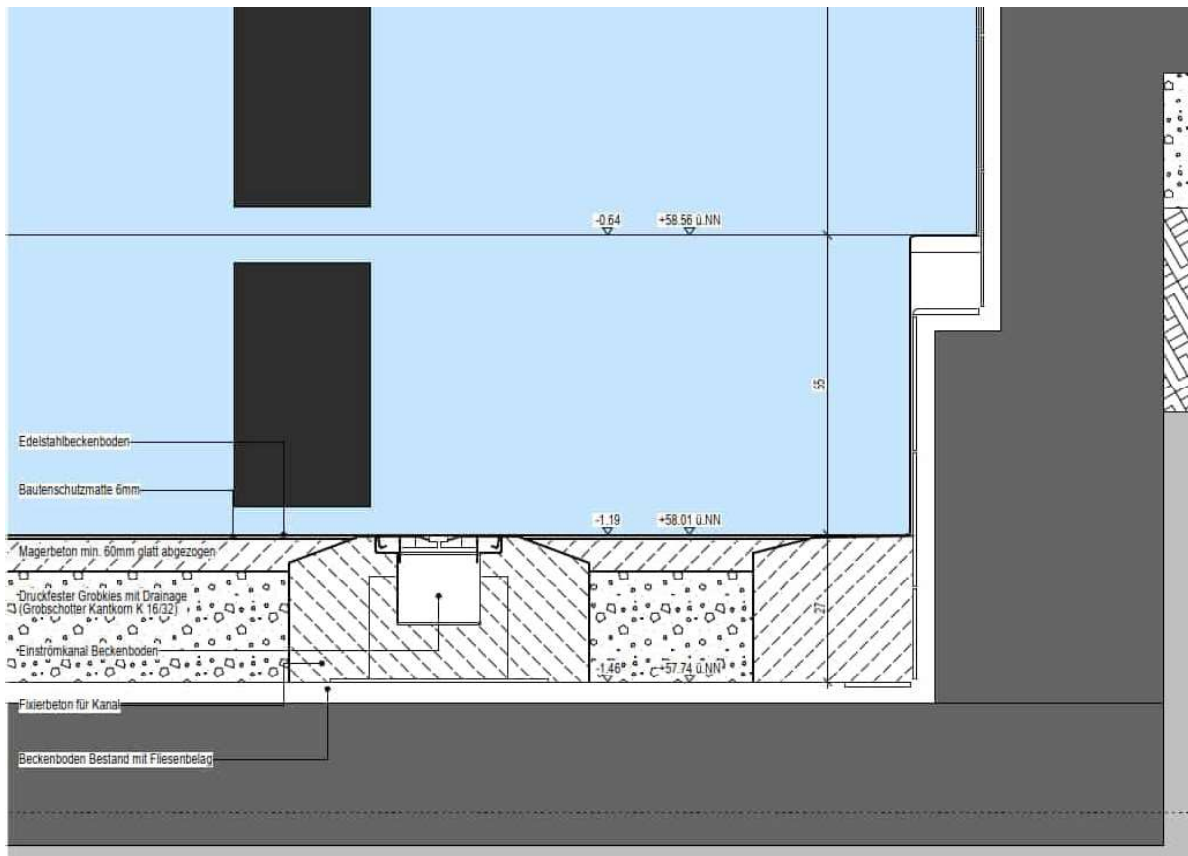 -0.64 +58.56 ü.NN
55
Edelstahlbeckenboden
Bautenschutzmatte 6mm
-1.19 +58.01 ü.NN
Magerbeton min. 60mm glatt abgezogen
Druckfester Grobkies mit Drainage
(Grobschotter Kantkorn K 16/32)
27
Einströmkanal Beckenboden
-1.46 +57.74 ü.NN
Fixierbeton für Kanal
Beckenboden Bestand mit Fliesenbelag